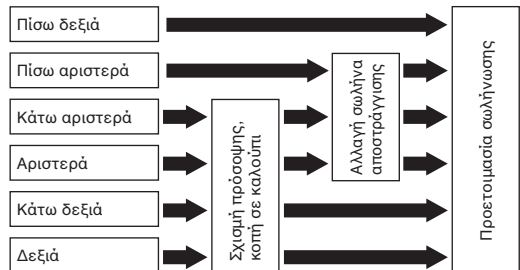 Πίσω δεξιά
Πίσω αριστερά
Κάτω αριστερά
Αριστερά
Κάτω δεξιά
Δεξιά
Σχισμή πρόσοψης,
κοπή σε καλούπι
Αλλαγή σωλήνα
αποστράγγισης
Προετοιμασία σωλήνωσης